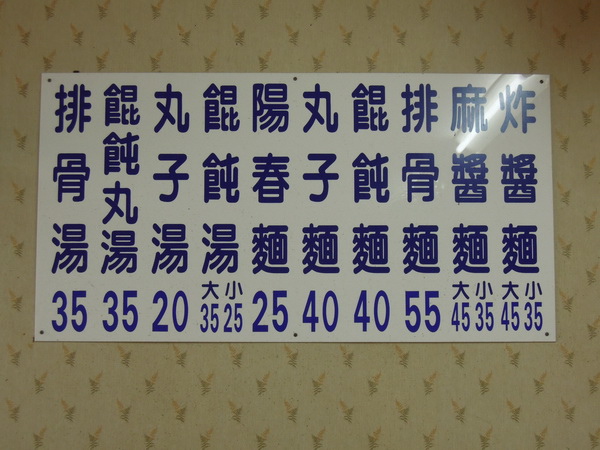 炸醬麵 大45 小35
麻醬麵 大45 小35
排骨麵 55
餛飩麵 40
丸子麵 40
陽春麵 25
餛飩湯 大35 小25
丸子湯 20
餛飩丸湯 35
排骨湯 35